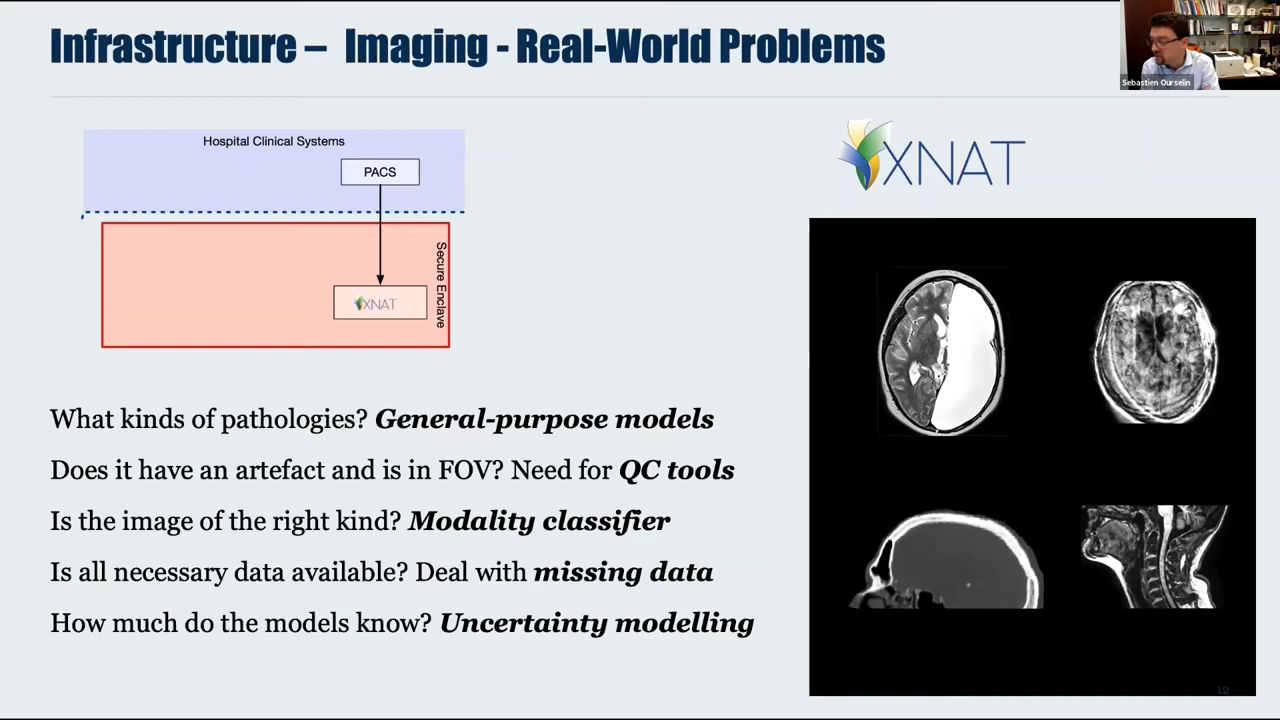 Infrastructure – Imaging - Real-World Problems
Sebastien Ourselin
Hospital Clinical Systems
PACS
Secure Enclave
XNAT
XNAT
What kinds of pathologies? General-purpose models
Does it have an artefact and is in FOV? Need for QC tools
Is the image of the right kind? Modality classifier
Is all necessary data available? Deal with missing data
How much do the models know? Uncertainty modelling
12